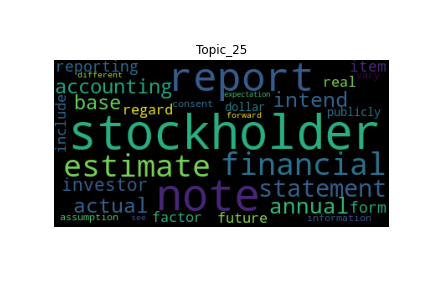 Topic_25
reporting
different
report
item
vary
accounting
expectation
real
base
regard
consent
dollar
intend
forward
publicly
include
stockholder
estimate
financial
investor
note
statement
actual
annual
form
assumption
see
factor
future
information